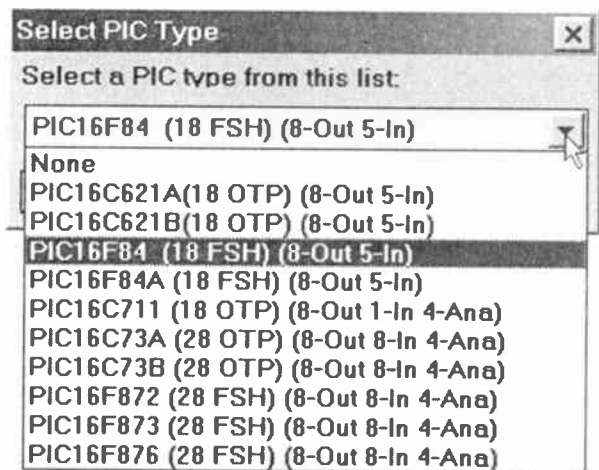 Select PIC Type
Select a PIC type from this list:
PIC16F84 (18 FSH) (8-Out 5-In)
None
PIC16C621A(18 OTP) (8-Out 5-In)
PIC16C621B(18 OTP) (8-Out 5-In)
PIC16F84 (18 FSH) (8-Out 5-In)
PIC16F84A (18 FSH) (8-Out 5-In)
PIC16C711 (18 OTP) (8-Out 1-In 4-Ana)
PIC16C73A (28 OTP) (8-Out 8-In 4-Ana)
PIC16C73B (28 OTP) (8-Out 8-In 4-Ana)
PIC16F872 (28 FSH) (8-Out 8-In 4-Ana)
PIC16F873 (28 FSH) (8-Out 8-In 4-Ana)
PIC16F876 (28 FSH) (8-Out 8-In 4-Ana)